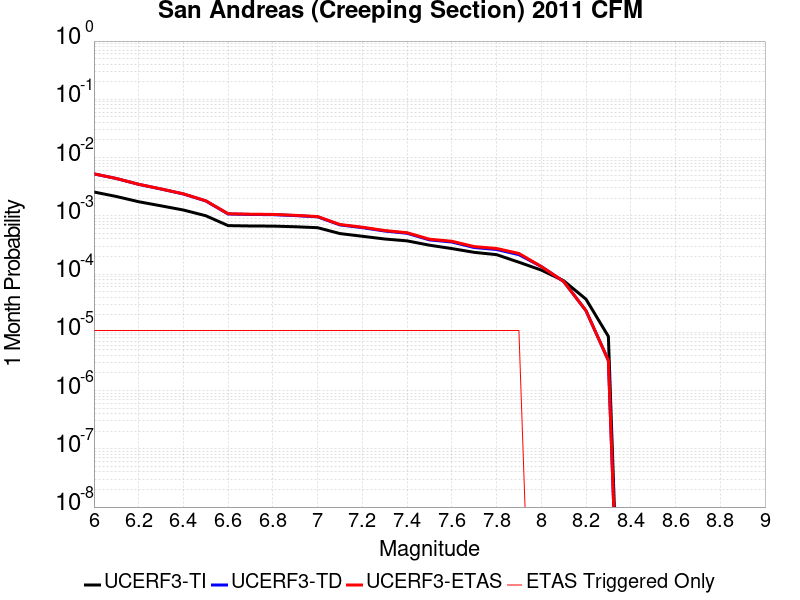 San Andreas (Creeping Section) 2011 CFM
10^0
10^-1
10^-2
10^-3
10^-4
10^-5
10^-6
10^-7
10^-8
1 Month Probability
6 6.2 6.4 6.6 6.8 7 7.2 7.4 7.6 7.8 8 8.2 8.4 8.6 8.8 9
Magnitude
UCERF3-TI UCERF3-TD UCERF3-ETAS ETAS Triggered Only